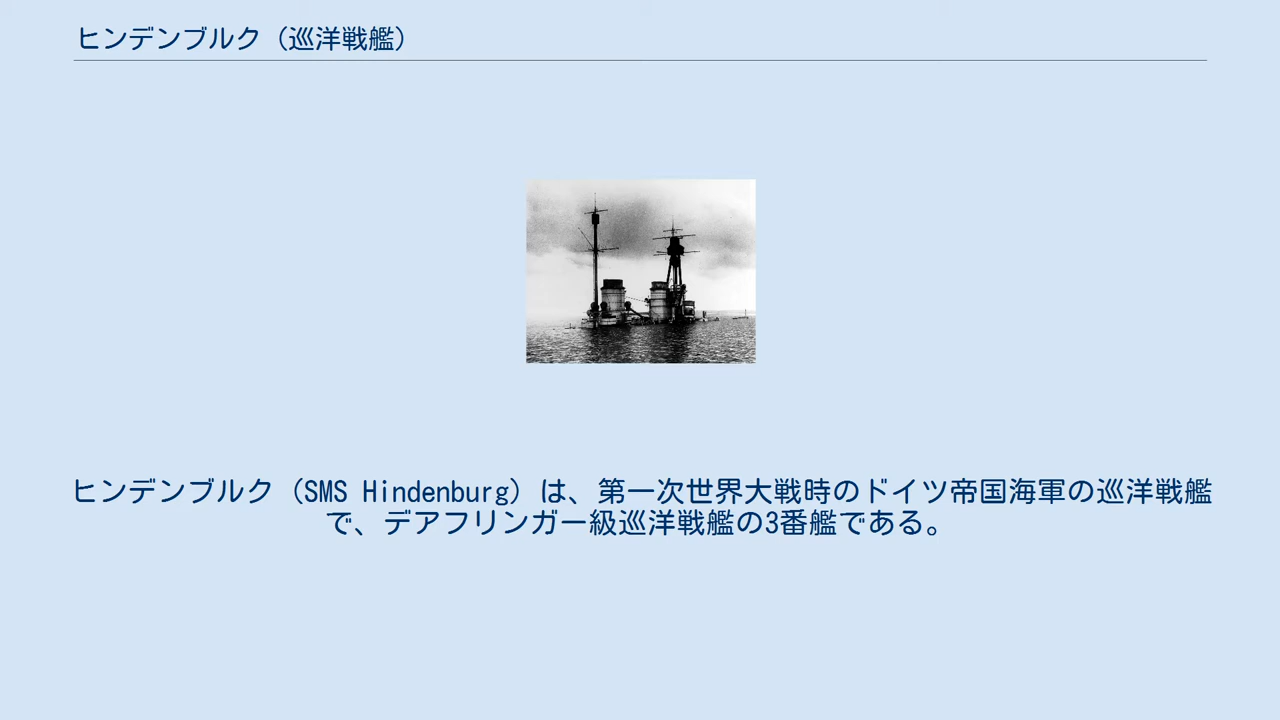 ヒンデンブルク（巡洋戦艦）
ヒンデンブルク（SMS Hindenburg）は、第一次世界大戦時のドイツ帝国海軍の巡洋戦艦
で、デアフリンガー級巡洋戦艦の3番艦である。